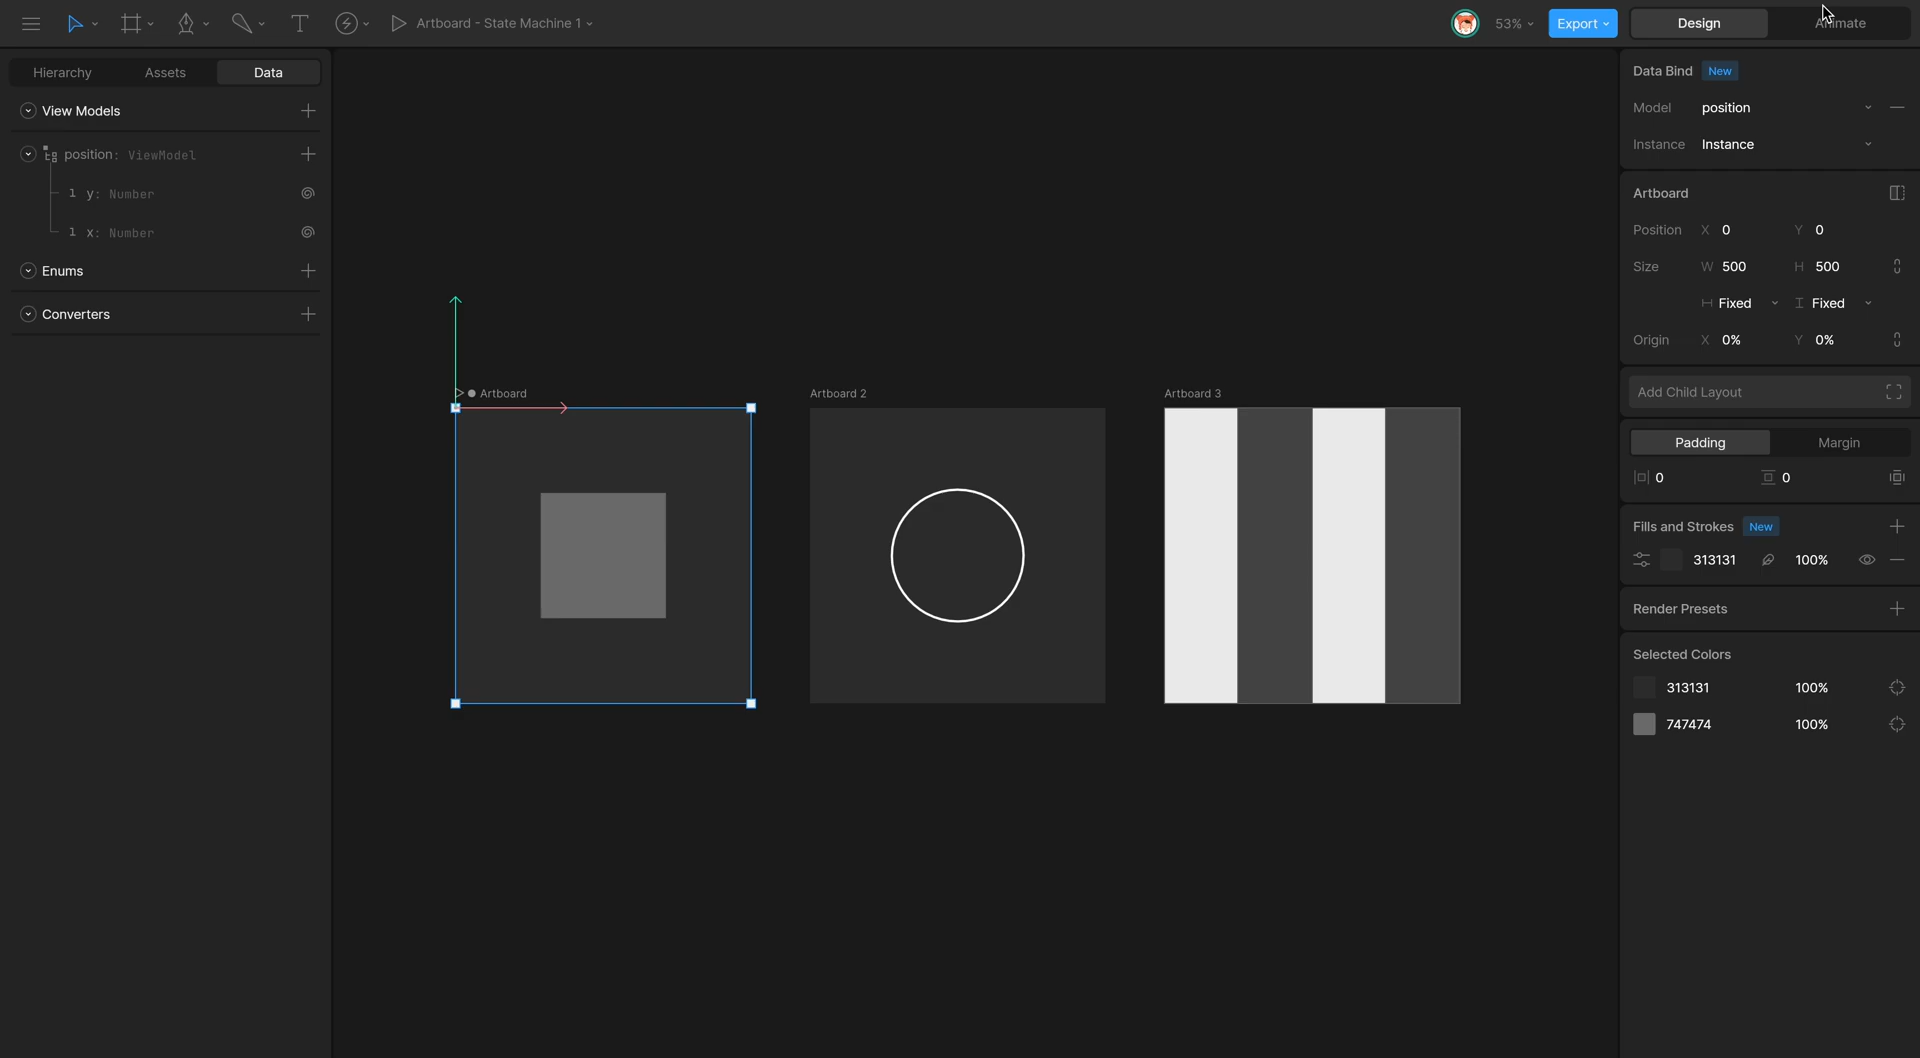 Artboard - State Machine 1
53%
Export
Design
Animate
Hierarchy
Assets
Data
View Models
position: ViewModel
1 y: Number
1 x: Number
Enums
Converters
Artboard
Artboard 2
Artboard 3
Data Bind New
Model position
Instance Instance
Artboard
Position X 0 Y 0
Size W 500 H 500
Fixed Fixed
Origin X 0% Y 0%
Add Child Layout
Padding Margin
0 0
Fills and Strokes New
313131 100%
Render Presets
Selected Colors
313131 100%
747474 100%